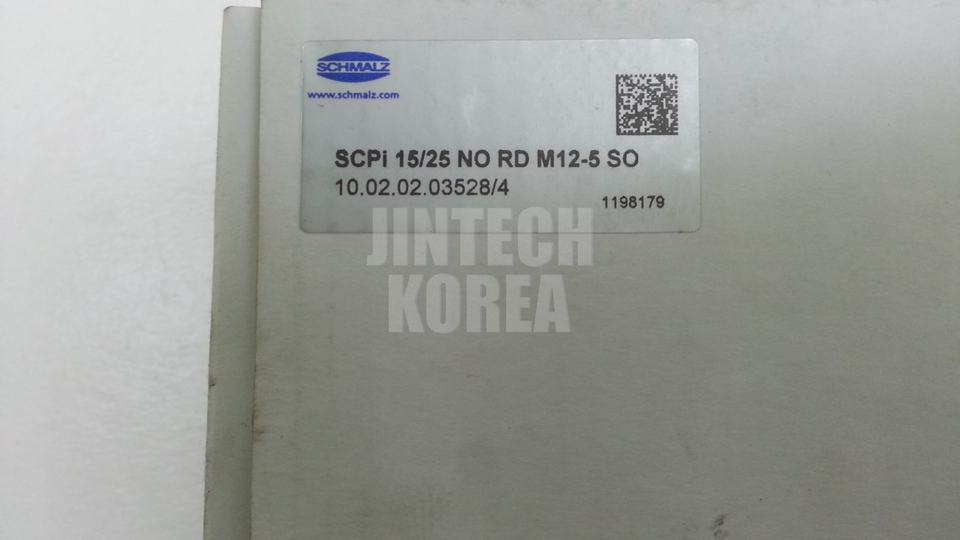 SCHMALZ
www.schmalz.com
SCPi 15/25 NO RD M12-5 SO
10.02.02.03528/4
1198179
JINTECH
KOREA